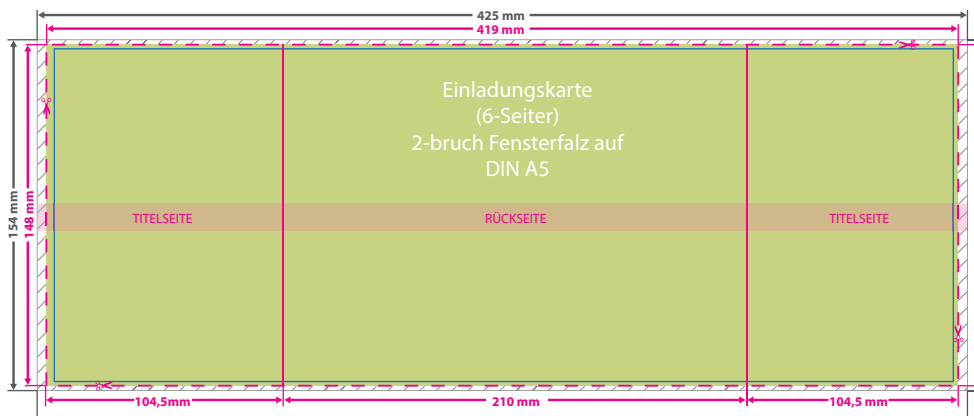 425 mm
419 mm
Einladungskarte
(6-Seiter)
2-bruch Fensterfalz auf
DIN A5
154 mm
148 mm
TITELSEITE
RÜCKSEITE
TITELSEITE
104,5mm
210 mm
104,5 mm